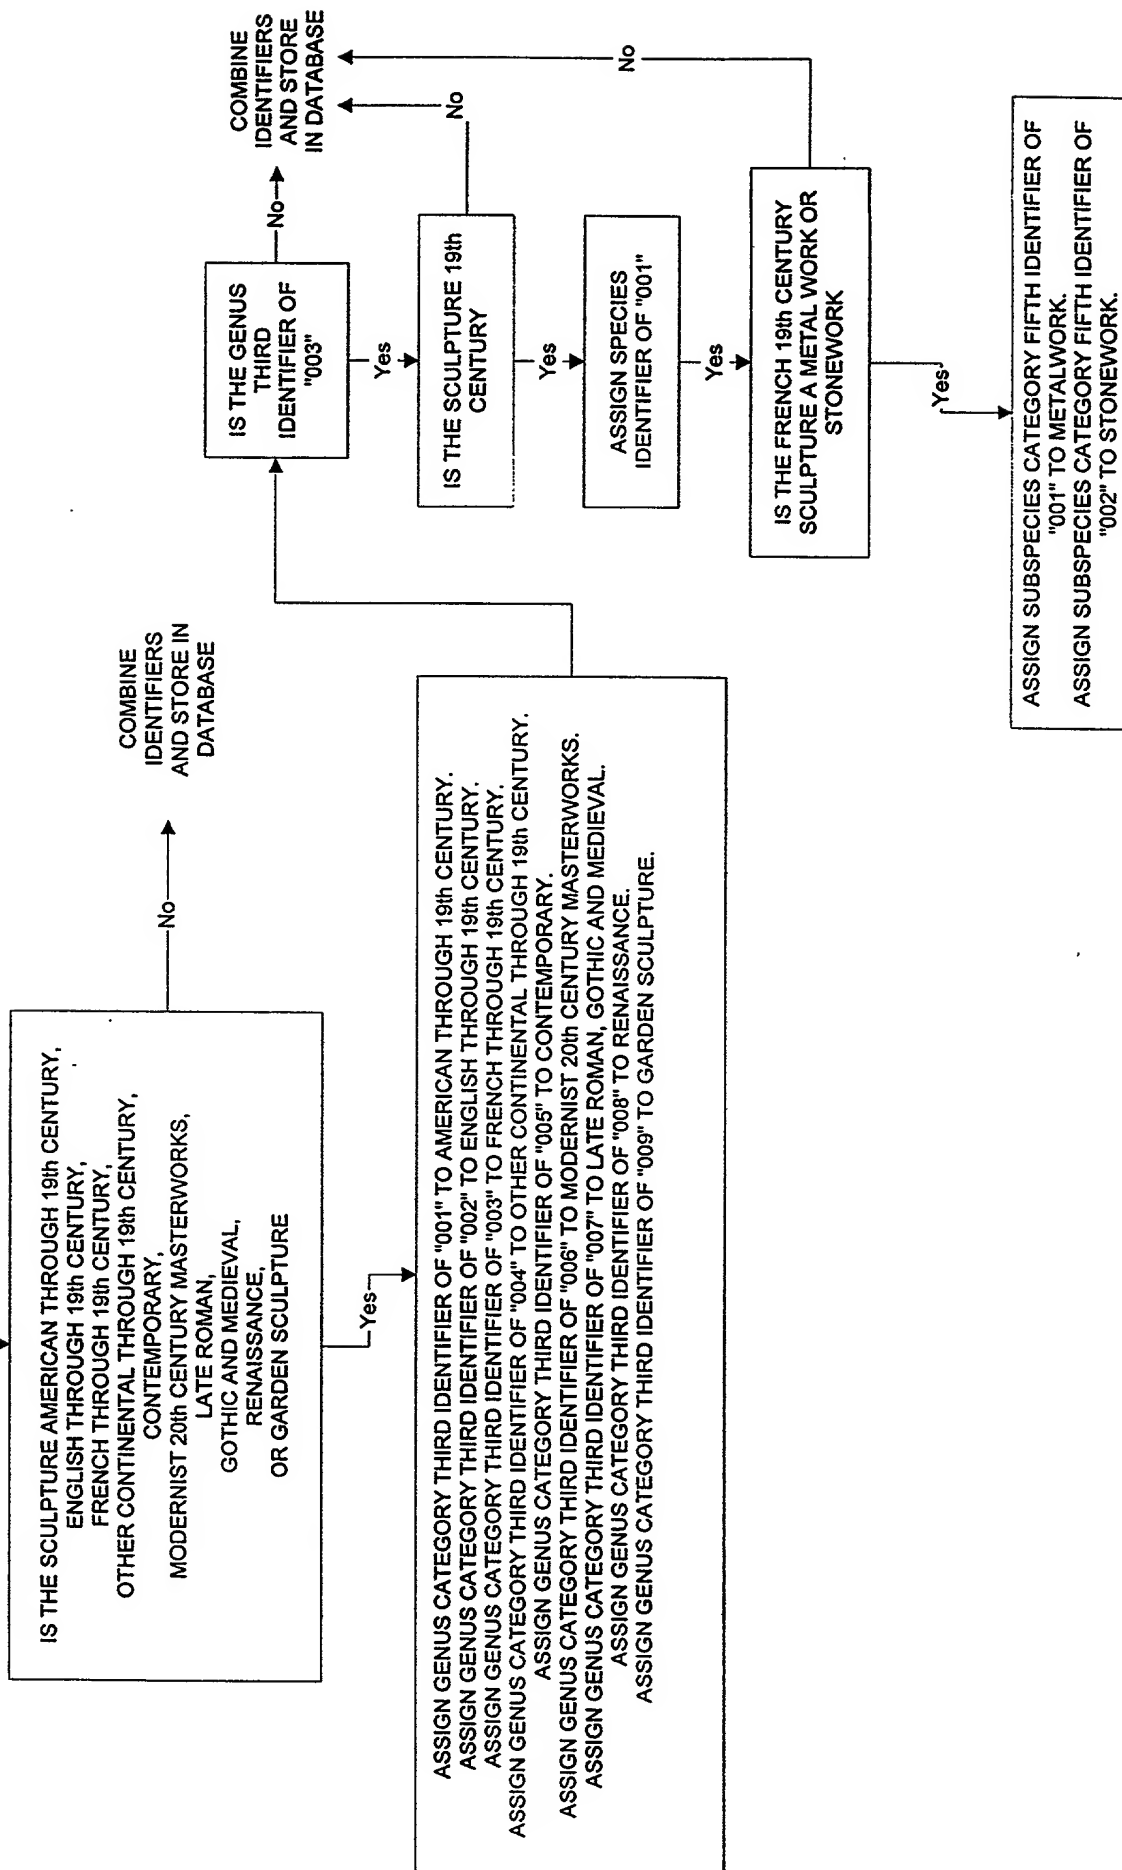 IS THE SCULPTURE AMERICAN THROUGH 19th CENTURY,
ENGLISH THROUGH 19th CENTURY,
FRENCH THROUGH 19th CENTURY,
OTHER CONTINENTAL THROUGH 19th CENTURY,
CONTEMPORARY,
MODERNIST 20th CENTURY MASTERWORKS,
LATE ROMAN,
GOTHIC AND MEDIEVAL,
RENAISSANCE,
OR GARDEN SCULPTURE
No
COMBINE
IDENTIFIERS
AND STORE IN
DATABASE
Yes
ASSIGN GENUS CATEGORY THIRD IDENTIFIER OF "001" TO AMERICAN THROUGH 19th CENTURY.
ASSIGN GENUS CATEGORY THIRD IDENTIFIER OF "002" TO ENGLISH THROUGH 19th CENTURY.
ASSIGN GENUS CATEGORY THIRD IDENTIFIER OF "003" TO FRENCH THROUGH 19th CENTURY.
ASSIGN GENUS CATEGORY THIRD IDENTIFIER OF "004" TO OTHER CONTINENTAL THROUGH 19th CENTURY.
ASSIGN GENUS CATEGORY THIRD IDENTIFIER OF "005" TO CONTEMPORARY.
ASSIGN GENUS CATEGORY THIRD IDENTIFIER OF "006" TO MODERNIST 20th CENTURY MASTERWORKS.
ASSIGN GENUS CATEGORY THIRD IDENTIFIER OF "007" TO LATE ROMAN, GOTHIC AND MEDIEVAL.
ASSIGN GENUS CATEGORY THIRD IDENTIFIER OF "008" TO RENAISSANCE.
ASSIGN GENUS CATEGORY THIRD IDENTIFIER OF "009" TO GARDEN SCULPTURE.
IS THE GENUS
THIRD
IDENTIFIER OF
"003"
No
COMBINE
IDENTIFIERS
AND STORE
IN DATABASE
Yes
IS THE SCULPTURE 19th
CENTURY
No
Yes
ASSIGN SPECIES
IDENTIFIER OF "001"
Yes
IS THE FRENCH 19th CENTURY
SCULPTURE A METAL WORK OR
STONEWORK
No
Yes
ASSIGN SUBSPECIES CATEGORY FIFTH IDENTIFIER OF
"001" TO METALWORK.
ASSIGN SUBSPECIES CATEGORY FIFTH IDENTIFIER OF
"002" TO STONEWORK.